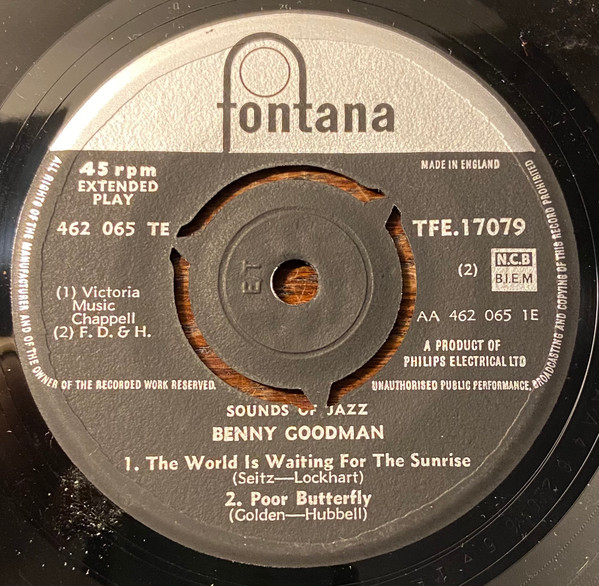 fontana
45 rpm
EXTENDED
PLAY
MADE IN ENGLAND
462 065 TE
TFE.17079
(2)
N.C.B
B.I.E.M
(1) Victoria
Music
Chappell
(2) F. D. & H.
AA 462 065 1E
A PRODUCT OF
PHILIPS ELECTRICAL LTD
ET
ALL RIGHTS OF THE MANUFACTURER AND OF THE OWNER OF THE RECORDED WORK RESERVED.
UNAUTHORISED PUBLIC PERFORMANCE, BROADCASTING AND COPYING OF THIS RECORD PROHIBITED
SOUNDS OF JAZZ
BENNY GOODMAN
1. The World Is Waiting For The Sunrise
(Seitz—Lockhart)
2. Poor Butterfly
(Golden—Hubbell)